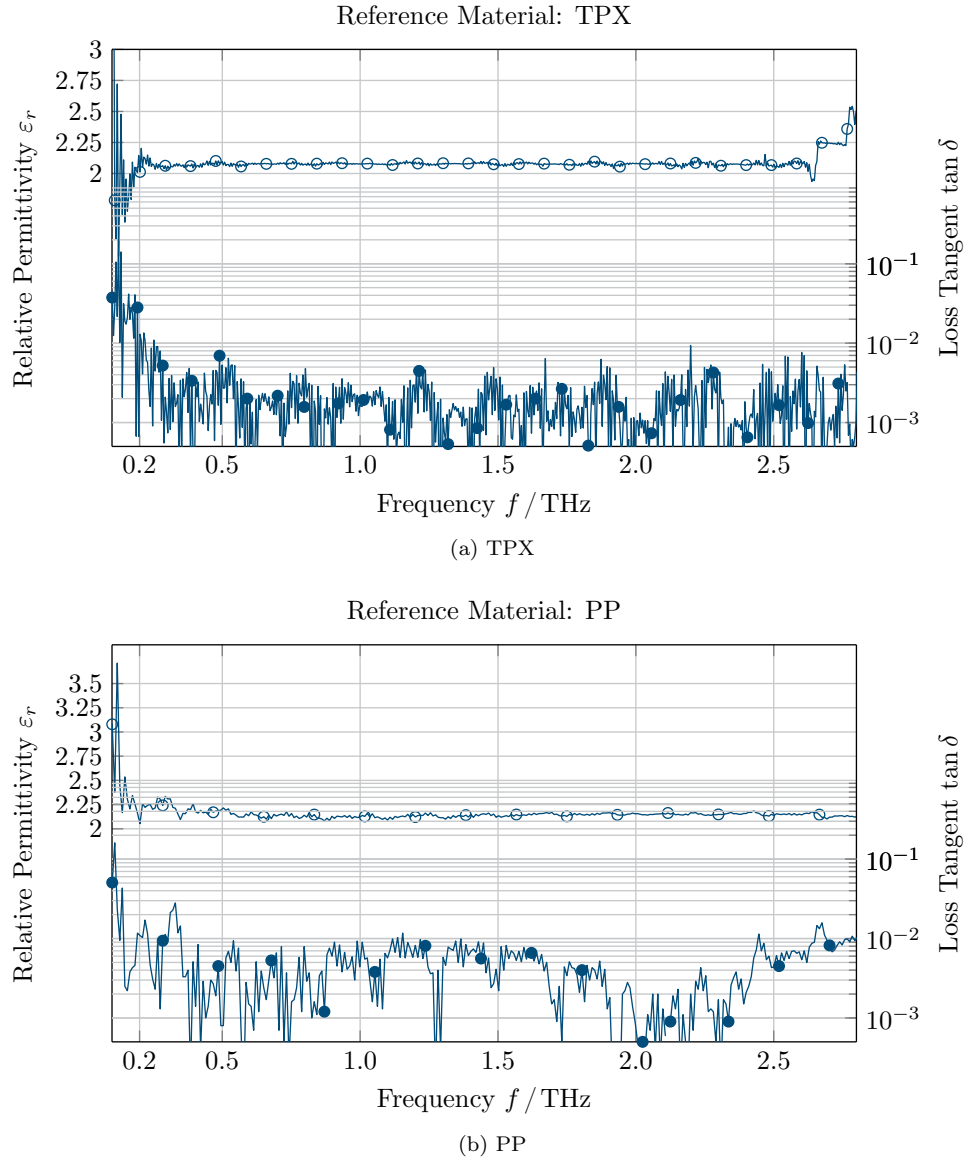 Reference Material: TPX
3
2.75
2.5
2.25
2
Relative Permittivity εr
10⁻¹
10⁻²
10⁻³
Loss Tangent tan δ
0.2 0.5 1.0 1.5 2.0 2.5
Frequency f / THz
(a) TPX
Reference Material: PP
3.5
3.25
3
2.75
2.5
2.25
2
Relative Permittivity εr
10⁻¹
10⁻²
10⁻³
Loss Tangent tan δ
0.2 0.5 1.0 1.5 2.0 2.5
Frequency f / THz
(b) PP